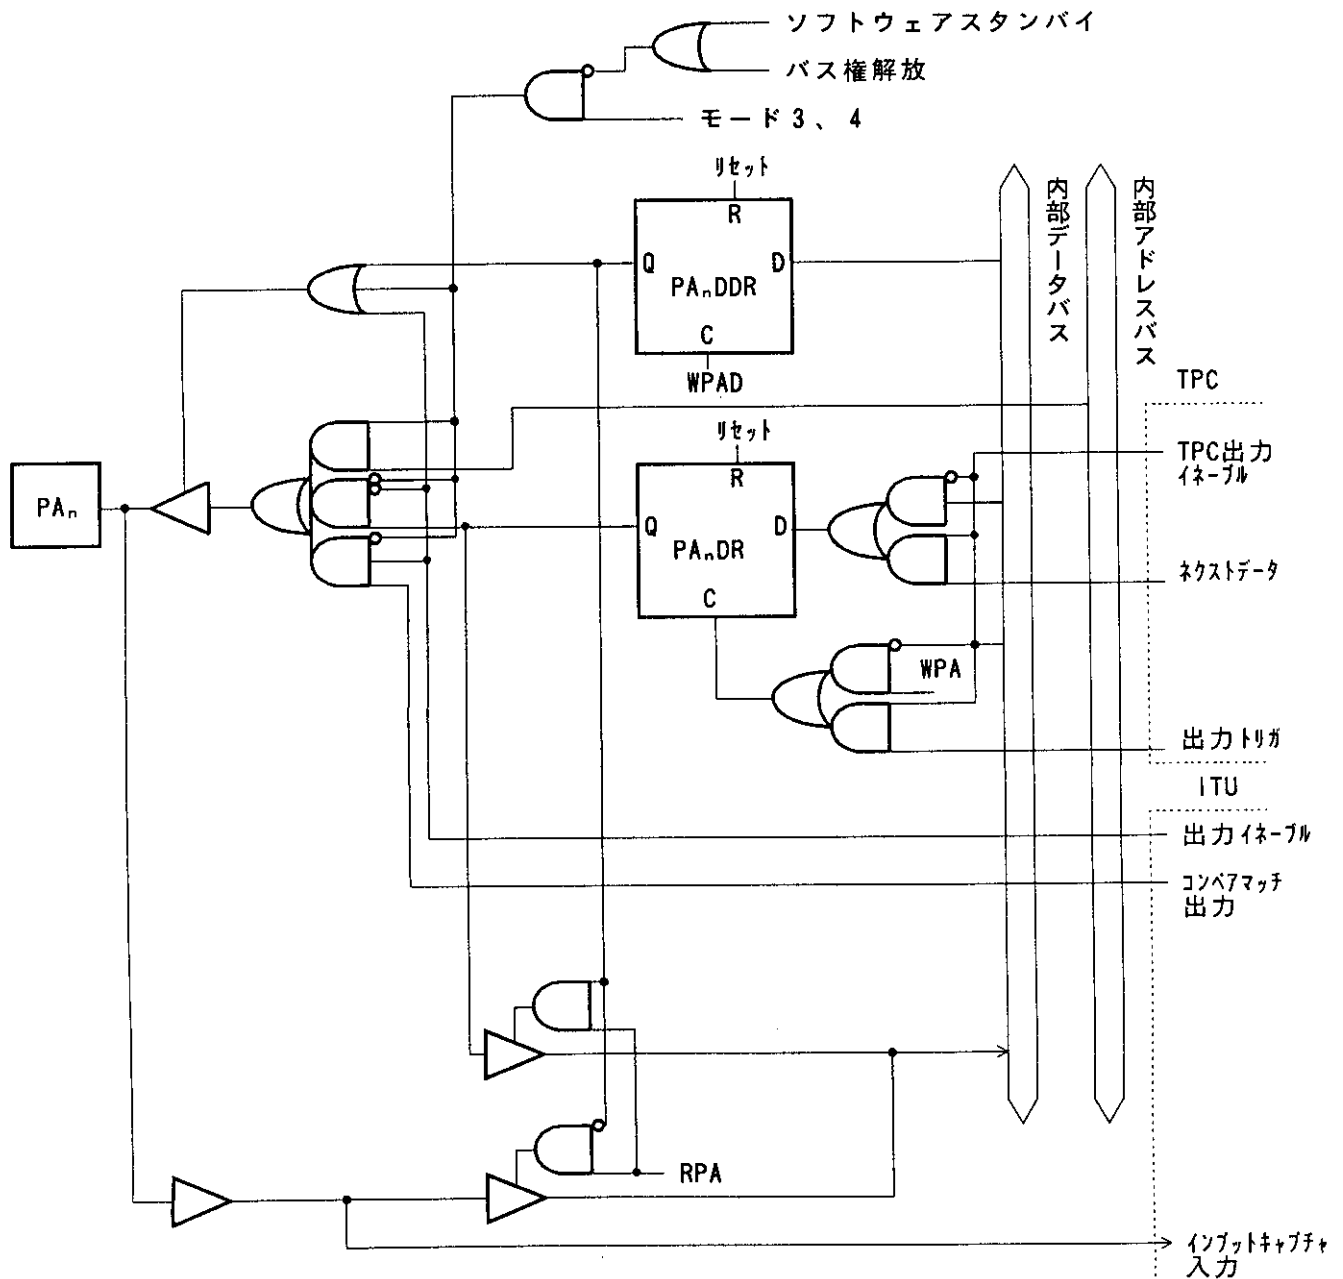 ソフトウェアスタンバイ
バス権解放
モード3、4
リセット
R
Q
D
PAnDDR
C
WPAD
内部データバス
内部アドレスバス
TPC
リセット
R
TPC出力
イネーブル
PAn
Q
D
PAnDR
C
ネクストデータ
WPA
出力トリガ
ITU
出力イネーブル
コンペアマッチ
出力
RPA
インプットキャプチャ
入力